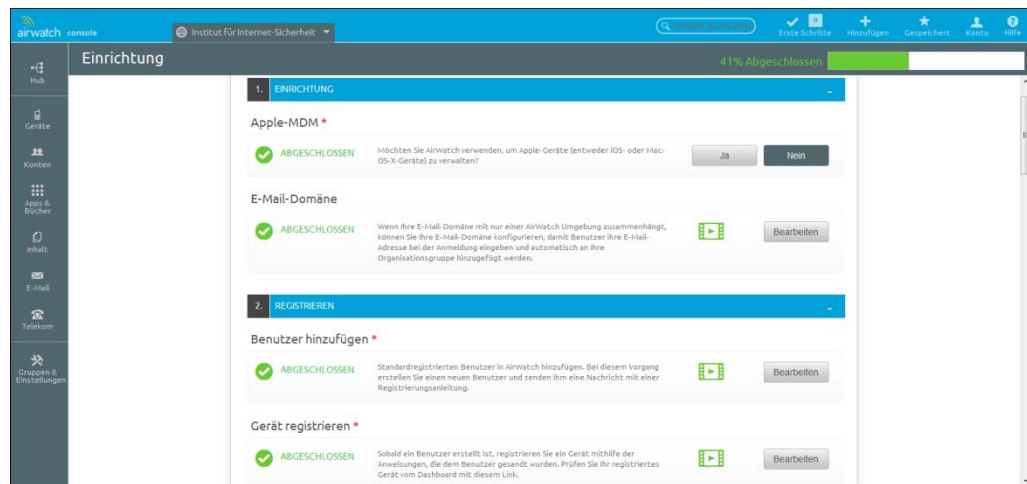 airwatch console
Institut für Internet-Sicherheit
9
Erste Schritte
Hinzufügen
Gespeichert
Konto
Hilfe
Einrichtung
41% Abgeschlossen
Hub
Geräte
Konten
Apps &
Bücher
Inhalt
E-Mail
Telekom
Gruppen &
Einstellungen
1. EINRICHTUNG -
Apple-MDM *
ABGESCHLOSSEN
Möchten Sie AirWatch verwenden, um Apple-Geräte (entweder iOS- oder Mac-
OS-X-Geräte) zu verwalten?
Ja
Nein
E-Mail-Domäne
ABGESCHLOSSEN
Wenn Ihre E-Mail-Domäne mit nur einer AirWatch Umgebung zusammenhängt,
können Sie Ihre E-Mail-Domäne konfigurieren, damit Benutzer ihre E-Mail-
Adresse bei der Anmeldung eingeben und automatisch an Ihre
Organisationsgruppe hinzugefügt werden.
Bearbeiten
2. REGISTRIEREN -
Benutzer hinzufügen *
ABGESCHLOSSEN
Standardregistrierten Benutzer in AirWatch hinzufügen. Bei diesem Vorgang
erstellen Sie einen neuen Benutzer und senden ihm eine Nachricht mit einer
Registrierungsanleitung.
Bearbeiten
Gerät registrieren *
ABGESCHLOSSEN
Sobald ein Benutzer erstellt ist, registrieren Sie ein Gerät mithilfe der
Anweisungen, die dem Benutzer gesandt wurden. Prüfen Sie Ihr registriertes
Gerät vom Dashboard mit diesem Link.
Bearbeiten